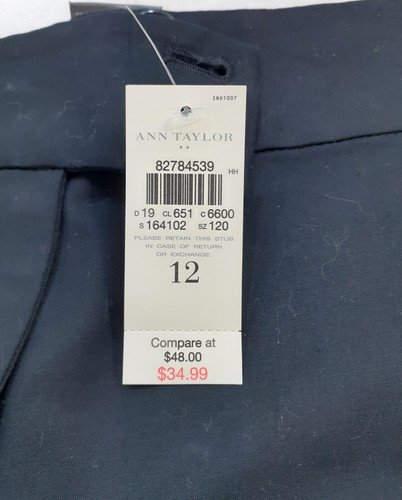 IN61007
ANN TAYLOR
82784539
HH
D 19 CL 651 C 6600
S 164102 SZ 120
PLEASE RETAIN THIS STUB
IN CASE OF RETURN
OR EXCHANGE.
12
Compare at
$48.00
$34.99